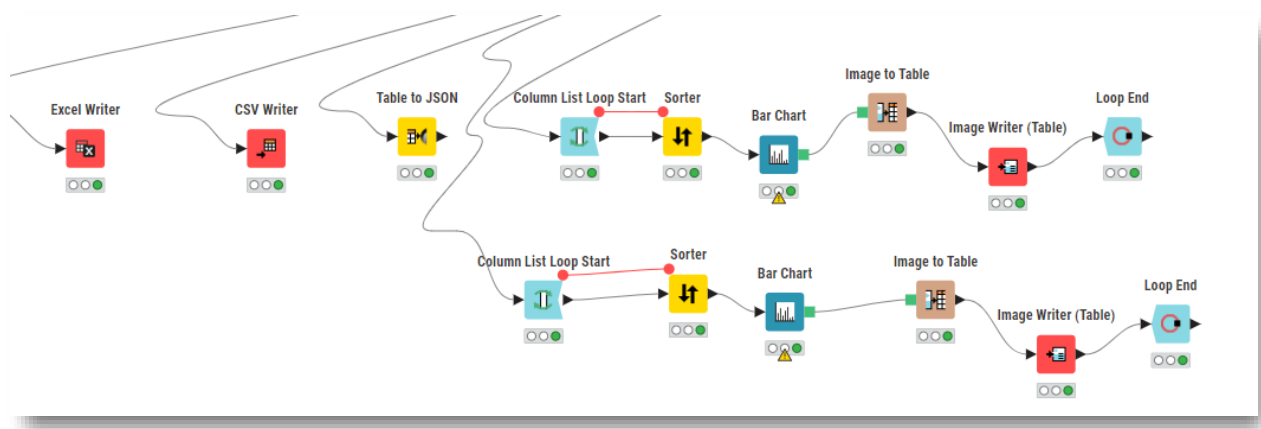 Excel Writer
CSV Writer
Table to JSON
Column List Loop Start
Sorter
Bar Chart
Image to Table
Image Writer (Table)
Loop End
Column List Loop Start
Sorter
Bar Chart
Image to Table
Image Writer (Table)
Loop End